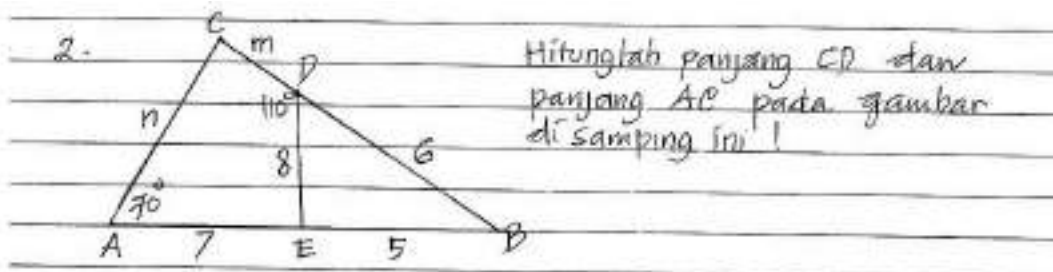 2.
Hitunglah panjang CD dan
panjang AC pada gambar
di samping ini !
C
m
D
110°
n
8
6
70°
A
7
E
5
B